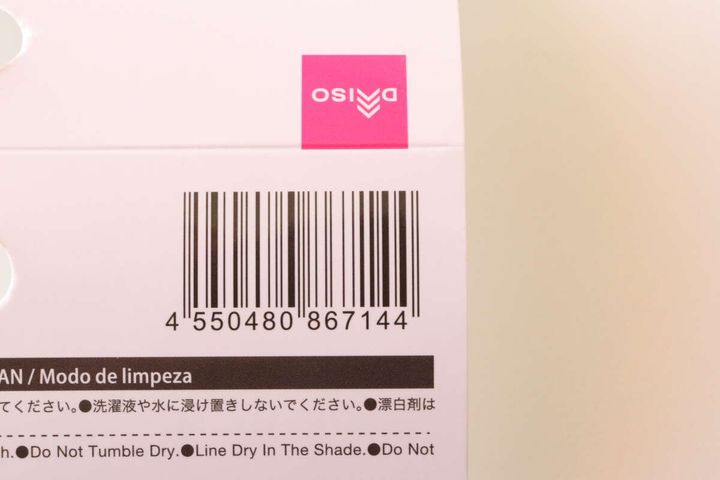 DAISO
4 550480 867144
AN / Modo de limpeza
てください。●洗濯液や水に浸け置きしないでください。●漂白剤は
h.●Do Not Tumble Dry.●Line Dry In The Shade.●Do Not